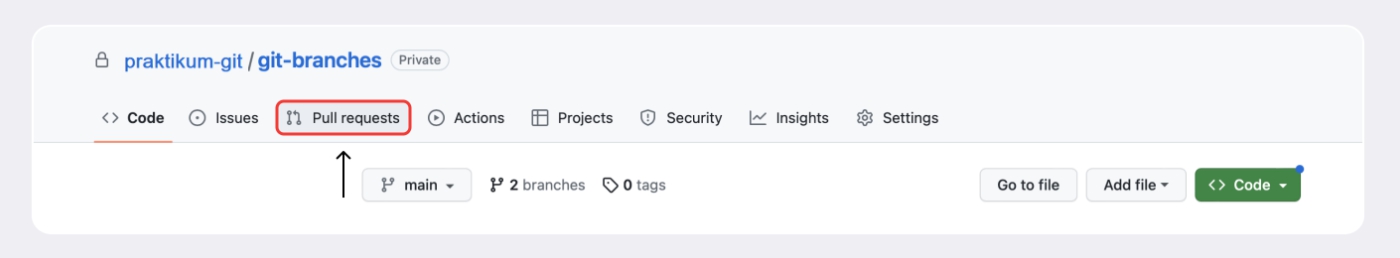 praktikum-git / git-branches Private
Code Issues Pull requests Actions Projects Security Insights Settings
main 2 branches 0 tags Go to file Add file Code